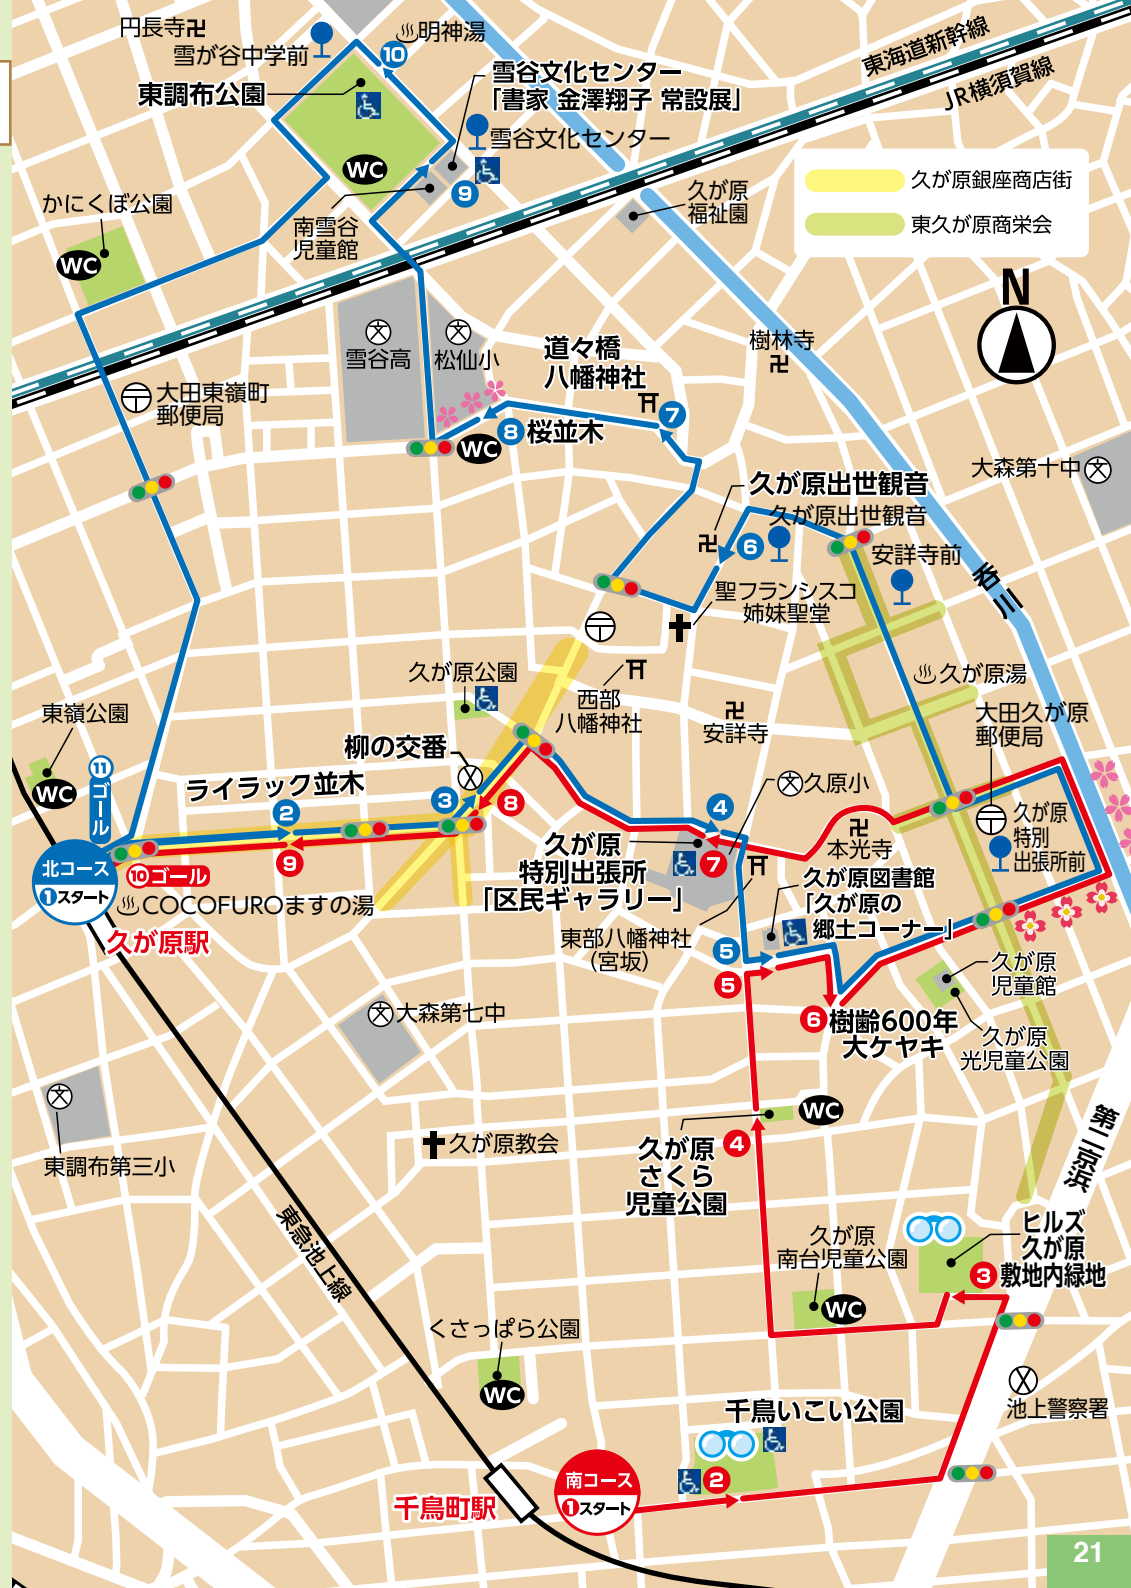 円長寺卍
♨明神湯
雪が谷中学前
10
東海道新幹線
JR横須賀線
東調布公園
雪谷文化センター
「書家 金澤翔子 常設展」
雪谷文化センター
WC
9
久が原
福祉園
久が原銀座商店街
東久が原商栄会
かにくぼ公園
WC
南雪谷
児童館
N
文
雪谷高
文
松仙小
道々橋
八幡神社
樹林寺
卍
大田東嶺町
郵便局
7
8
桜並木
WC
大森第十中
文
久が原出世観音
久が原出世観音
卍
6
安詳寺前
呑川
聖フランシスコ
姉妹聖堂
久が原公園
西部
八幡神社
♨久が原湯
卍
安詳寺
大田久が原
郵便局
東嶺公園
WC
柳の交番
11
ゴール
ライラック並木
2
3
8
4
文久原小
久が原
特別
出張所前
卍
本光寺
久が原
特別出張所
「区民ギャラリー」
7
北コース
1スタート
9
10ゴール
♨COCOFUROますの湯
久が原駅
久が原図書館
「久が原の
郷土コーナー」
東部八幡神社
(宮坂)
5
5
久が原
児童館
文大森第七中
6
樹齢600年
大ケヤキ
久が原
光児童公園
文
東調布第三小
久が原教会
WC
4
久が原
さくら
児童公園
第二京浜
東急池上線
久が原
南台児童公園
WC
ヒルズ
久が原
敷地内緑地
3
くさっぱら公園
WC
池上警察署
千鳥いこい公園
2
南コース
1スタート
千鳥町駅
21